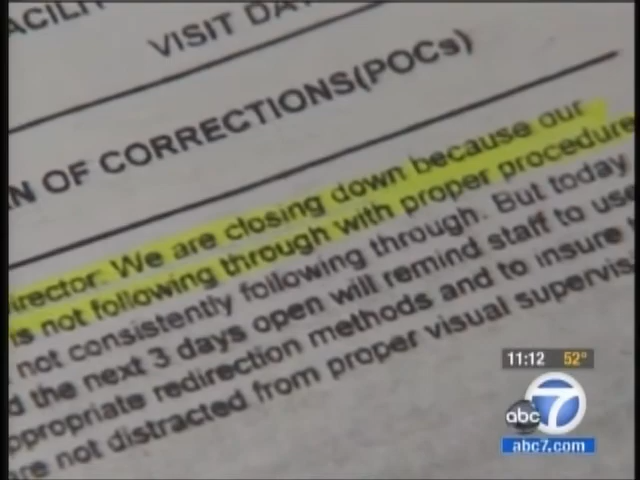 ACILI
VISIT DA
N OF CORRECTIONS(POCs)
irector: We are closing down because our
is not following through with proper procedure
not consistently following through. But today
d the next 3 days open will remind staff to use
ppropriate redirection methods and to insure
re not distracted from proper visual supervis
11:12 52°
abc 7
abc7.com